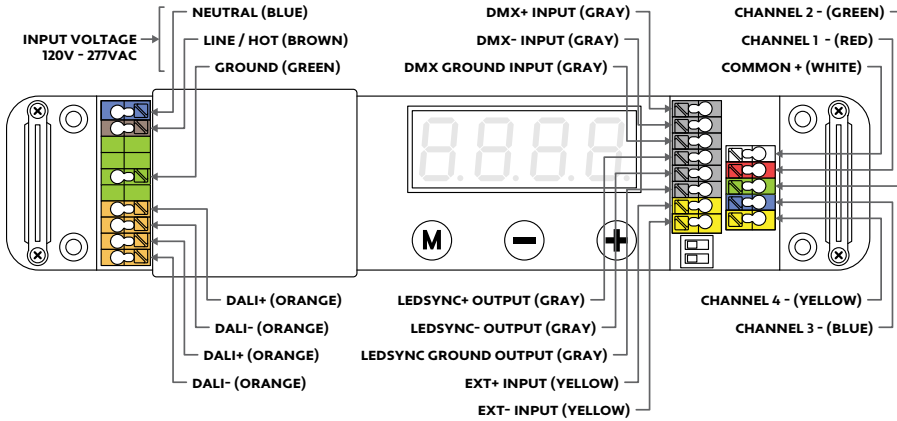 NEUTRAL (BLUE)
INPUT VOLTAGE
120V - 277VAC
LINE / HOT (BROWN)
GROUND (GREEN)
DMX+ INPUT (GRAY)
DMX- INPUT (GRAY)
DMX GROUND INPUT (GRAY)
CHANNEL 2 - (GREEN)
CHANNEL 1 - (RED)
COMMON + (WHITE)
8.8.8.8.
M
DALI+ (ORANGE)
DALI- (ORANGE)
DALI+ (ORANGE)
DALI- (ORANGE)
LEDSYNC+ OUTPUT (GRAY)
LEDSYNC- OUTPUT (GRAY)
LEDSYNC GROUND OUTPUT (GRAY)
EXT+ INPUT (YELLOW)
EXT- INPUT (YELLOW)
CHANNEL 4 - (YELLOW)
CHANNEL 3 - (BLUE)